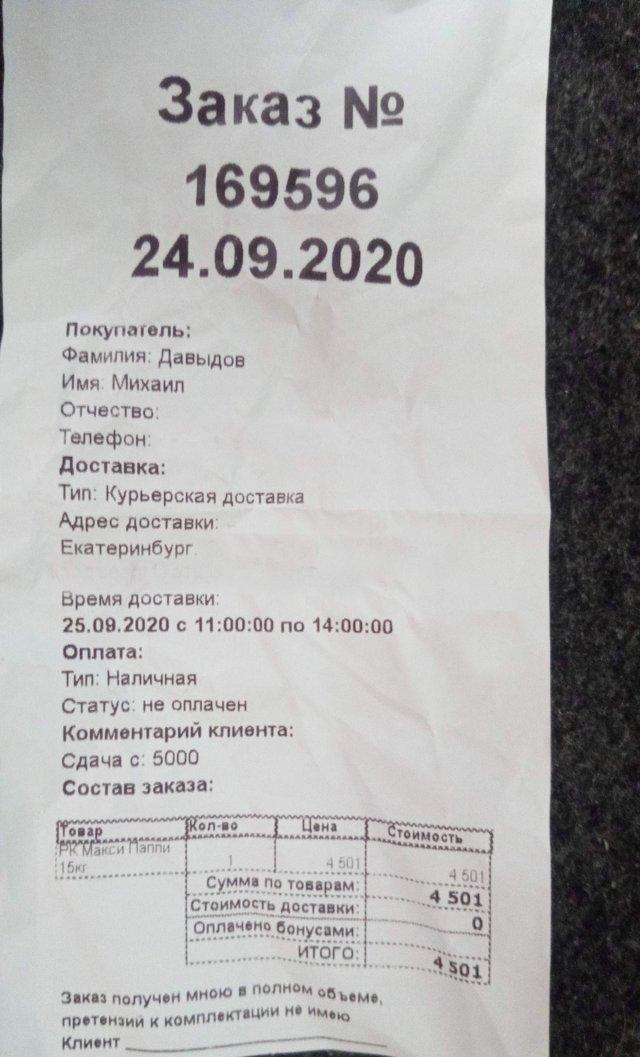 Заказ №
169596
24.09.2020
Покупатель:
Фамилия: Давыдов
Имя: Михаил
Отчество:
Телефон:
Доставка:
Тип: Курьерская доставка
Адрес доставки:
Екатеринбург
Время доставки:
25.09.2020 с 11:00:00 по 14:00:00
Оплата:
Тип: Наличная
Статус: не оплачен
Комментарий клиента:
Сдача с: 5000
Состав заказа:
Товар Кол-во Цена Стоимость
РК Макси Паппи
15кг 1 4 501 4 501
Сумма по товарам: 4 501
Стоимость доставки: 0
Оплачено бонусами:
ИТОГО: 4 501
Заказ получен мною в полном объеме,
претензий к комплектации не имею
Клиент